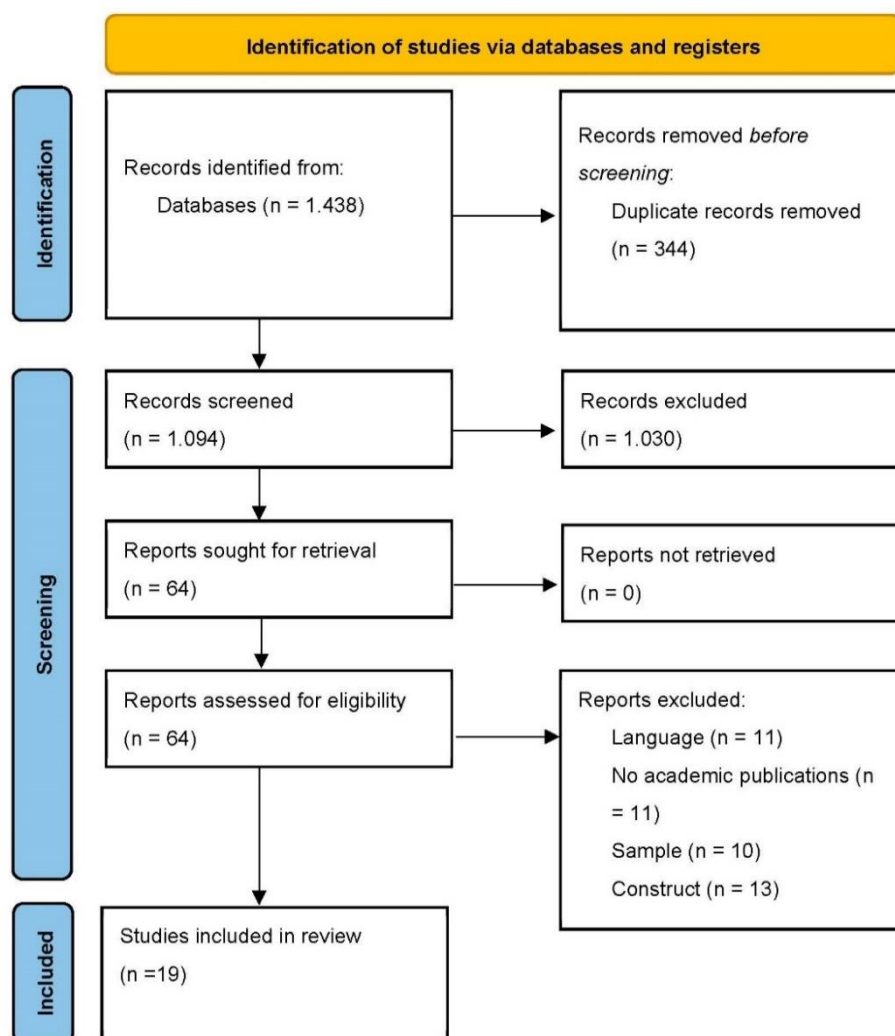 Identification of studies via databases and registers
Identification
Records identified from:
Databases (n = 1.438)
Records removed before
screening:
Duplicate records removed
(n = 344)
Screening
Records screened
(n = 1.094)
Records excluded
(n = 1.030)
Reports sought for retrieval
(n = 64)
Reports not retrieved
(n = 0)
Reports assessed for eligibility
(n = 64)
Reports excluded:
Language (n = 11)
No academic publications (n
= 11)
Sample (n = 10)
Construct (n = 13)
Included
Studies included in review
(n =19)